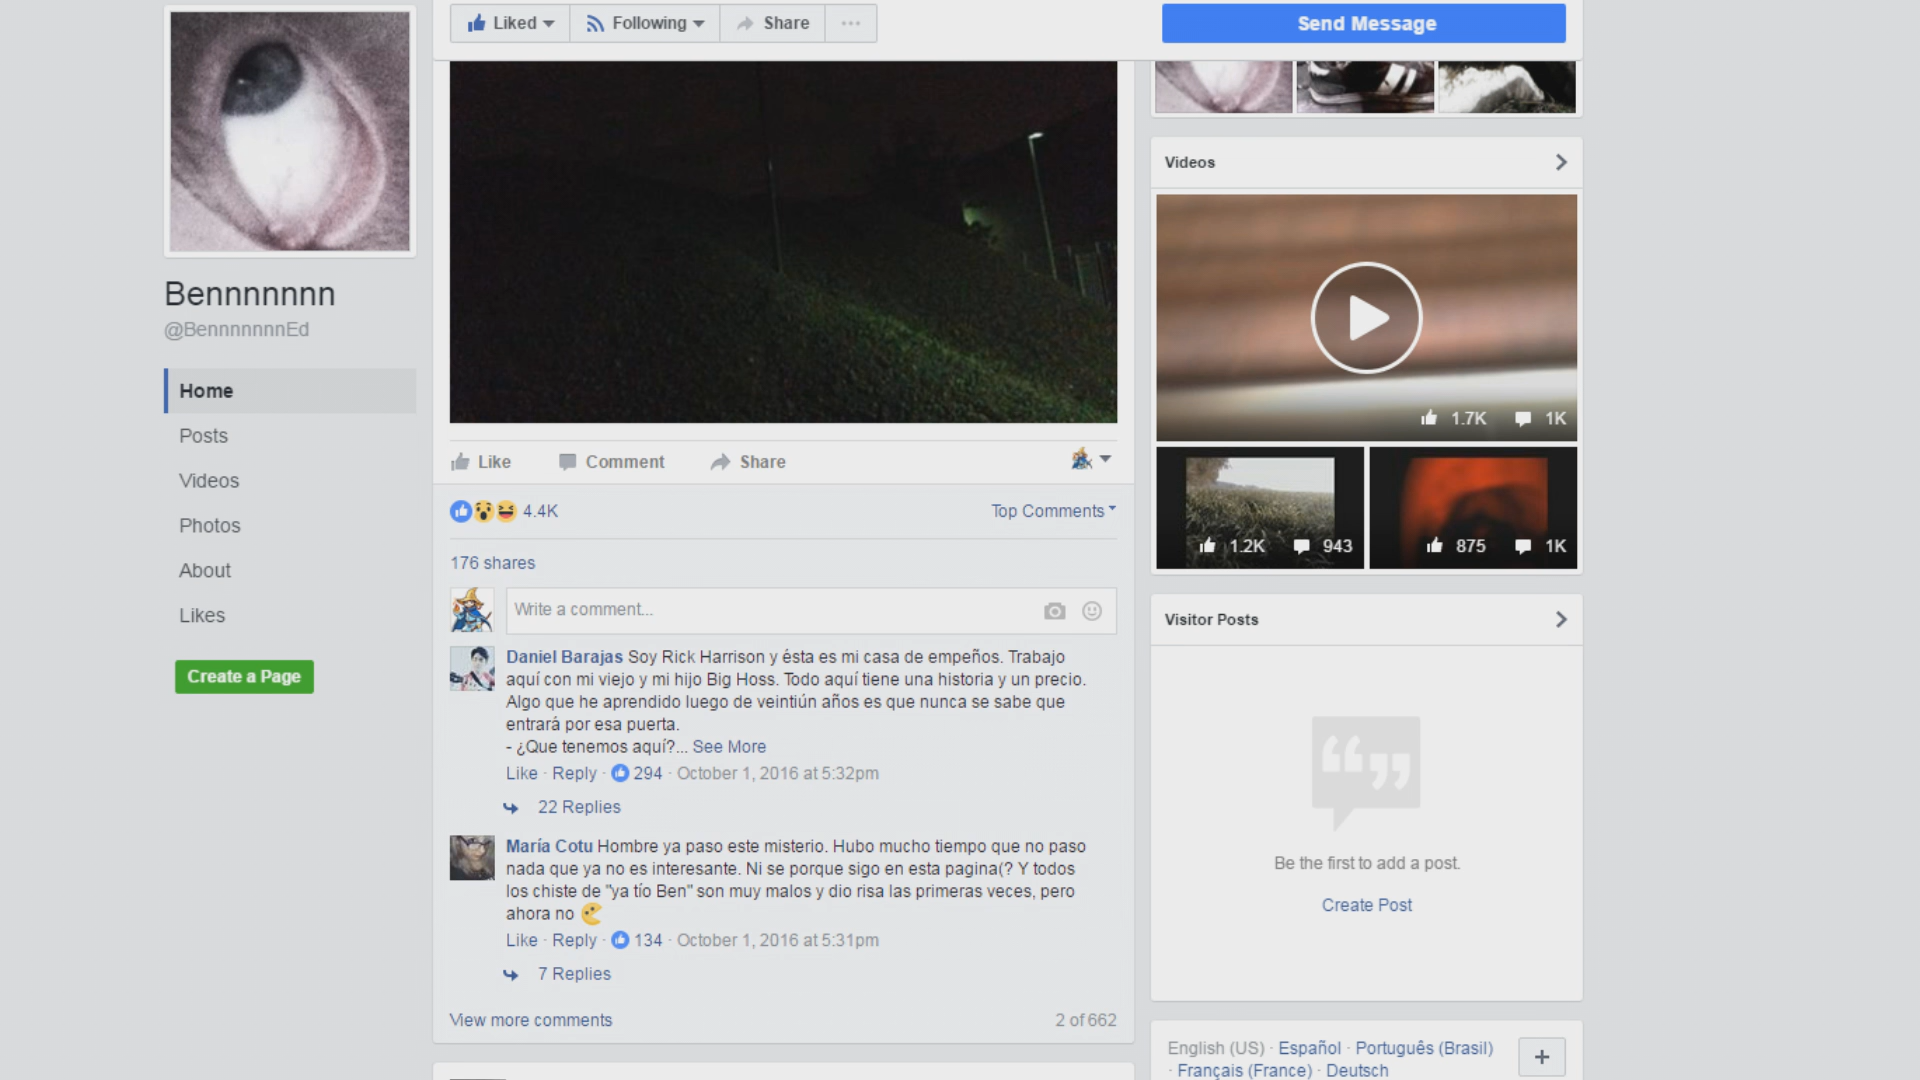 Liked
Following
Share
Send Message
Bennnnnnn
@BennnnnnnEd
Home
Posts
Videos
Photos
About
Likes
Create a Page
Like
Comment
Share
4.4K
Top Comments
176 shares
Write a comment...
Daniel Barajas Soy Rick Harrison y ésta es mi casa de empeños. Trabajo
aquí con mi viejo y mi hijo Big Hoss. Todo aquí tiene una historia y un precio.
Algo que he aprendido luego de veintiún años es que nunca se sabe que
entrará por esa puerta.
- ¿Que tenemos aquí?... See More
Like · Reply · 294 · October 1, 2016 at 5:32pm
22 Replies
María Cotu Hombre ya paso este misterio. Hubo mucho tiempo que no paso
nada que ya no es interesante. Ni se porque sigo en esta pagina(? Y todos
los chiste de "ya tío Ben" son muy malos y dio risa las primeras veces, pero
ahora no
Like · Reply · 134 · October 1, 2016 at 5:31pm
7 Replies
View more comments
2 of 662
Videos
1.7K
1K
1.2K
943
875
1K
Visitor Posts
Be the first to add a post.
Create Post
English (US) · Español · Português (Brasil)
· Français (France) · Deutsch